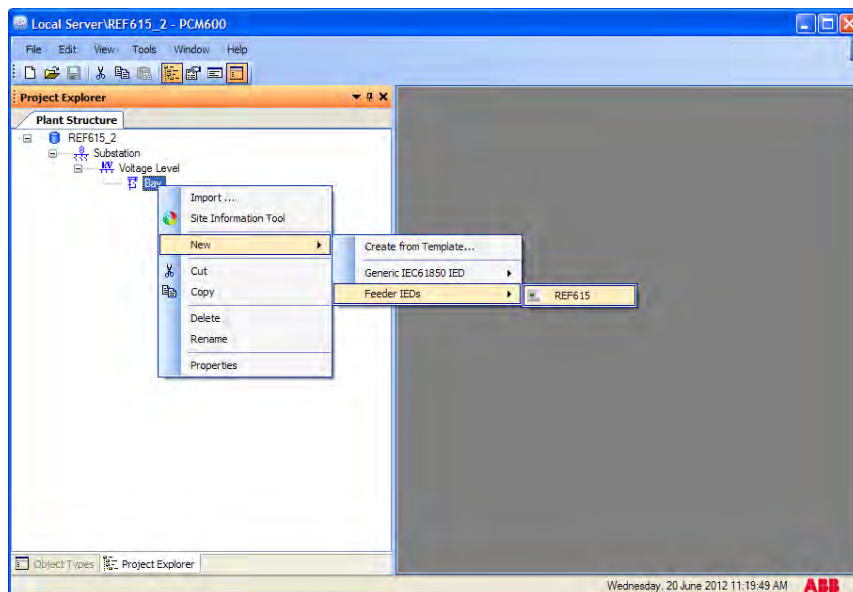 Local Server\REF615_2 - PCM600
File Edit View Tools Window Help
Project Explorer
Plant Structure
REF615_2
Substation
Voltage Level
Bay
Import ...
Site Information Tool
New
Cut
Copy
Delete
Rename
Properties
Create from Template...
Generic IEC61850 IED
Feeder IEDs
REF615
Object Types Project Explorer
Wednesday, 20 June 2012 11:19:49 AM ABB